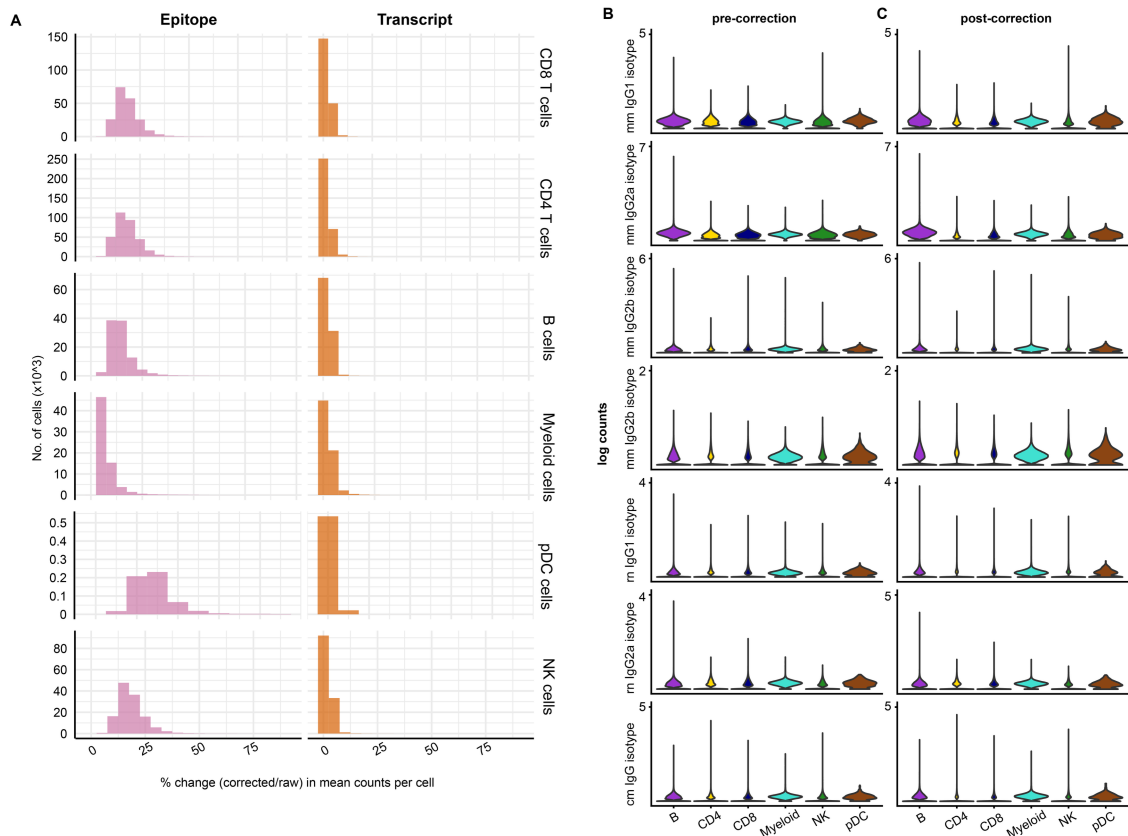 A
Epitope
Transcript
No. of cells (x10^3)
150
100
50
0
CD8 T cells
250
200
150
100
50
0
CD4 T cells
60
40
20
0
B cells
40
30
20
10
0
Myeloid cells
0.5
0.4
0.3
0.2
0.1
0
pDC cells
80
60
40
20
0
NK cells
0 25 50 75
0 25 50 75
% change (corrected/raw) in mean counts per cell
B
pre-correction
C
post-correction
log counts
mm IgG1 isotype
5
5
mm IgG2a isotype
7
7
mm IgG2b isotype
6
6
mm IgG2b isotype
2
2
rn IgG1 isotype
4
4
rn IgG2a isotype
4
5
cm IgG isotype
5
5
B CD4 CD8 Myeloid NK pDC
B CD4 CD8 Myeloid NK pDC